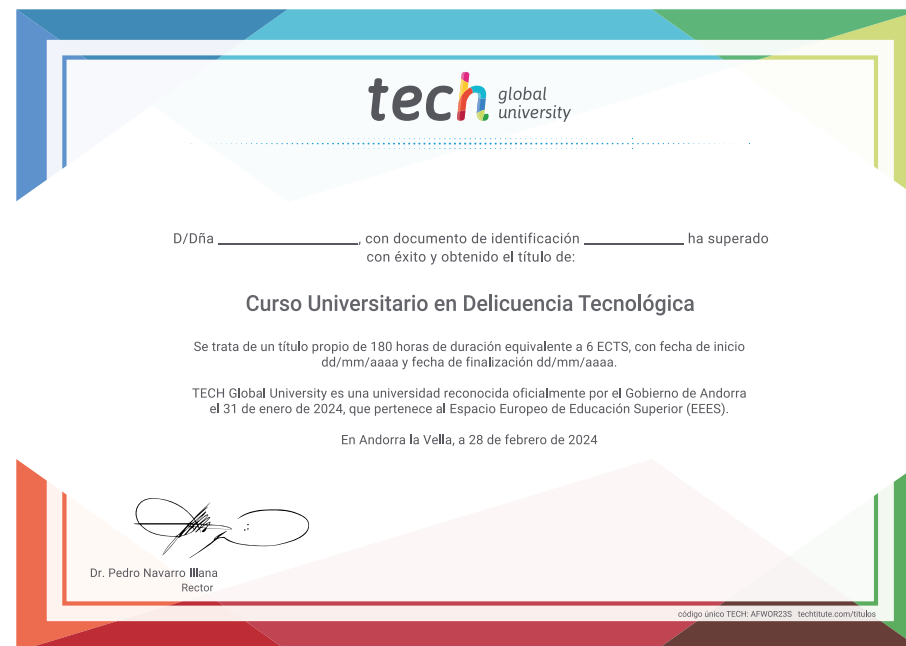 tech global university
D/Dña ____________________, con documento de identificación ______________ ha superado
con éxito y obtenido el título de:
Curso Universitario en Delicuencia Tecnológica
Se trata de un título propio de 180 horas de duración equivalente a 6 ECTS, con fecha de inicio
dd/mm/aaaa y fecha de finalización dd/mm/aaaa.
TECH Global University es una universidad reconocida oficialmente por el Gobierno de Andorra
el 31 de enero de 2024, que pertenece al Espacio Europeo de Educación Superior (EEES).
En Andorra la Vella, a 28 de febrero de 2024
Dr. Pedro Navarro Illana
Rector
código único TECH: AFWOR23S techtitute.com/titulos